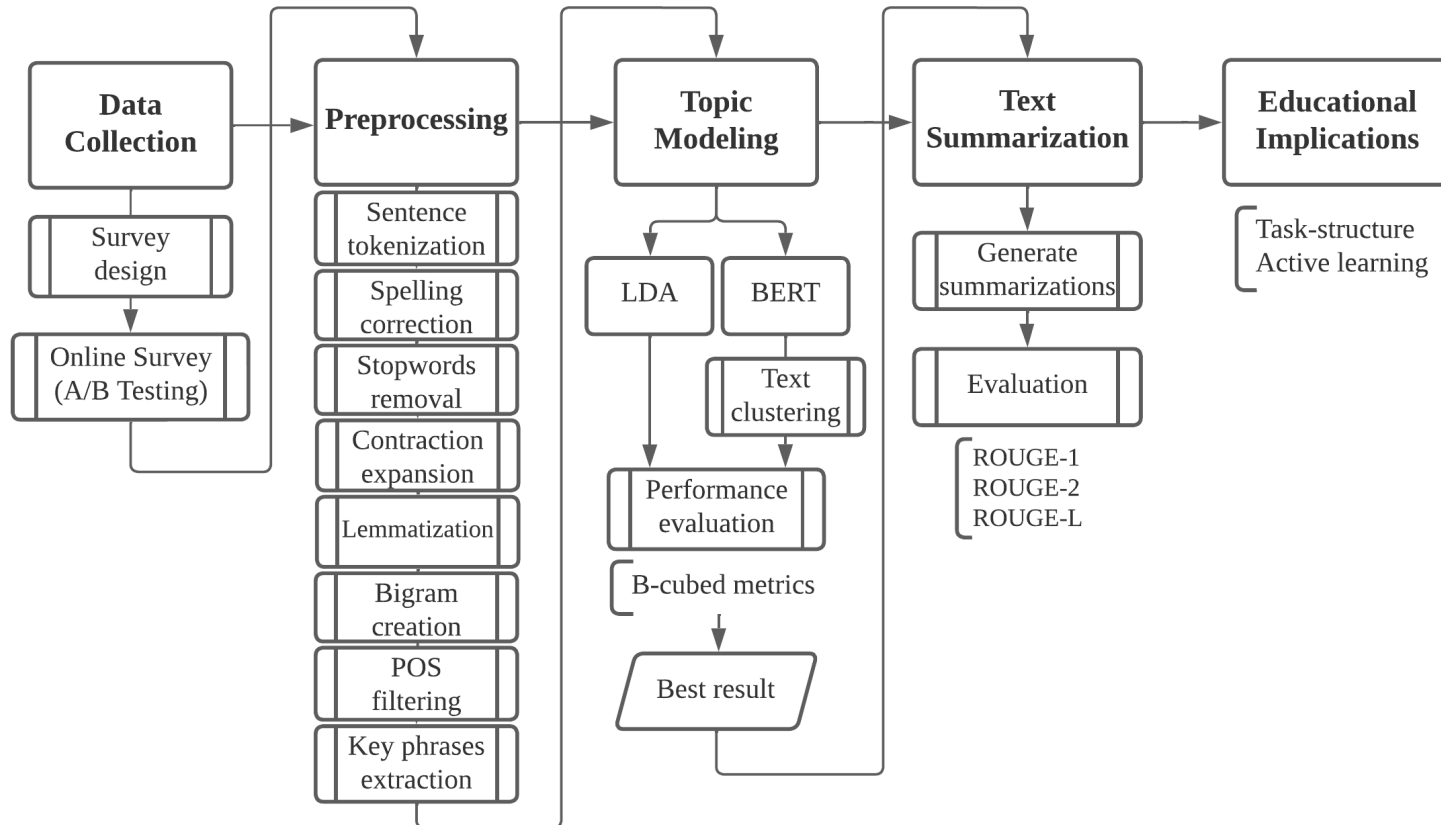 Data
Collection
Survey
design
Online Survey
(A/B Testing)
Preprocessing
Sentence
tokenization
Spelling
correction
Stopwords
removal
Contraction
expansion
Lemmatization
Bigram
creation
POS
filtering
Key phrases
extraction
Topic
Modeling
LDA
BERT
Text
clustering
Performance
evaluation
B-cubed metrics
Best result
Text
Summarization
Generate
summarizations
Evaluation
ROUGE-1
ROUGE-2
ROUGE-L
Educational
Implications
Task-structure
Active learning